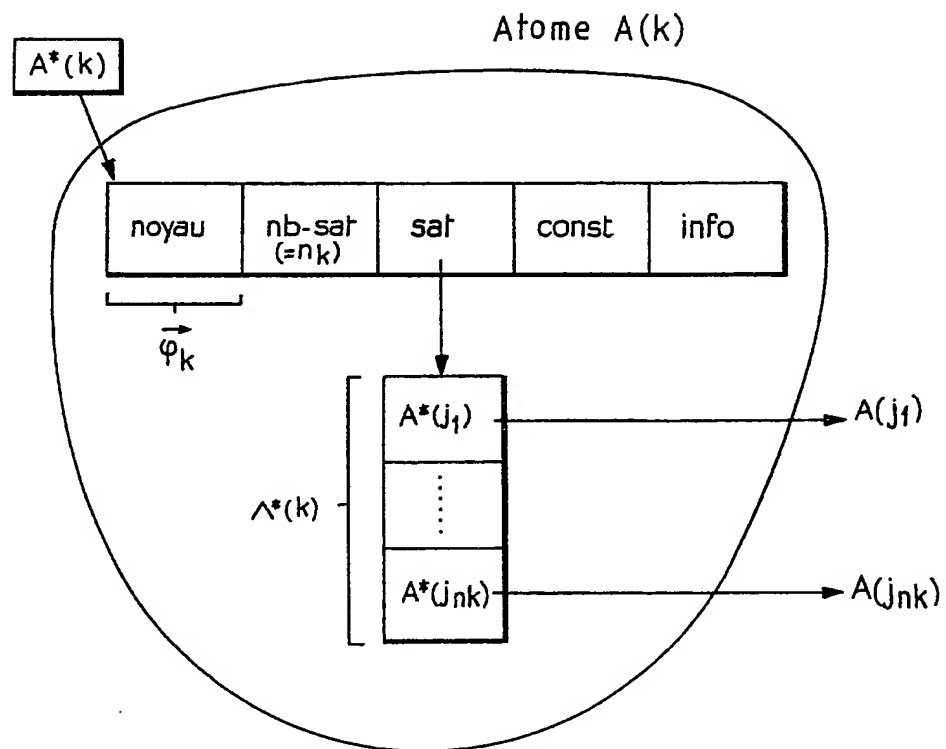 Atome A(k)
A*(k)
noyau
nb-sat
(=nk)
sat
const
info
φk
A*(j1)
A(j1)
Λ*(k)
A*(jnk)
A(jnk)